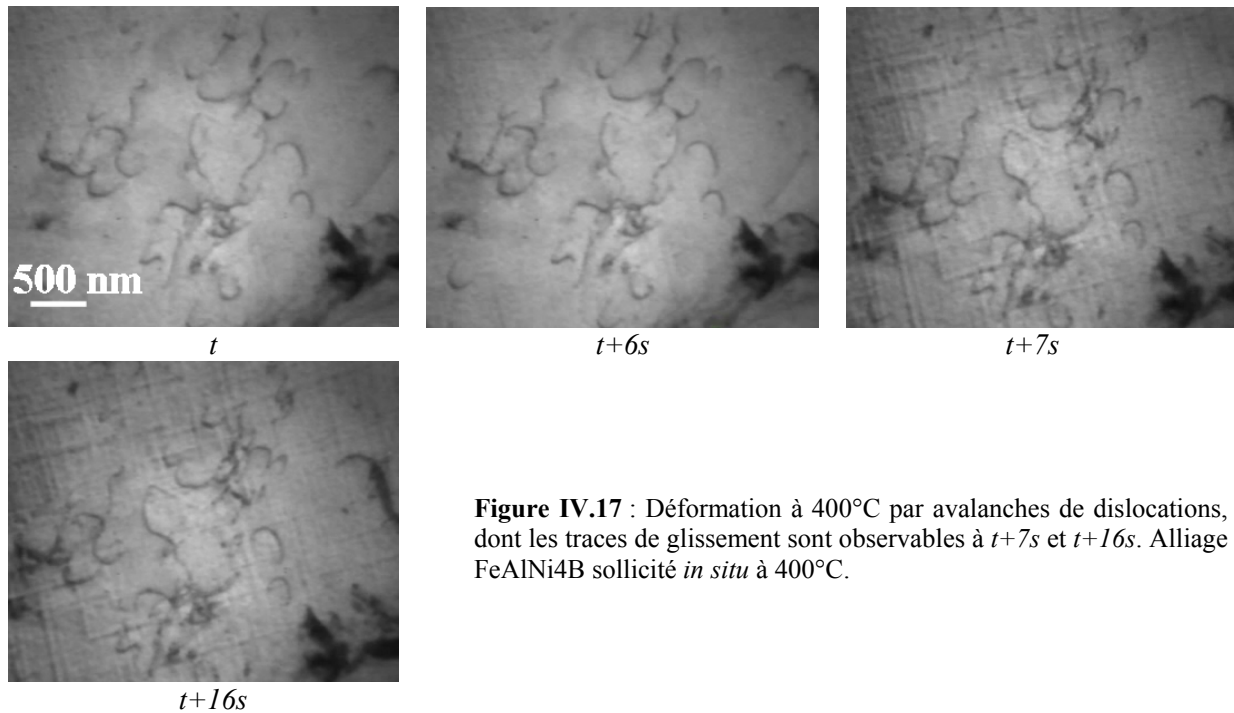 500 nm
t
t+6s
t+7s
t+16s
Figure IV.17 : Déformation à 400°C par avalanches de dislocations,
dont les traces de glissement sont observables à t+7s et t+16s. Alliage
FeAlNi4B sollicité in situ à 400°C.